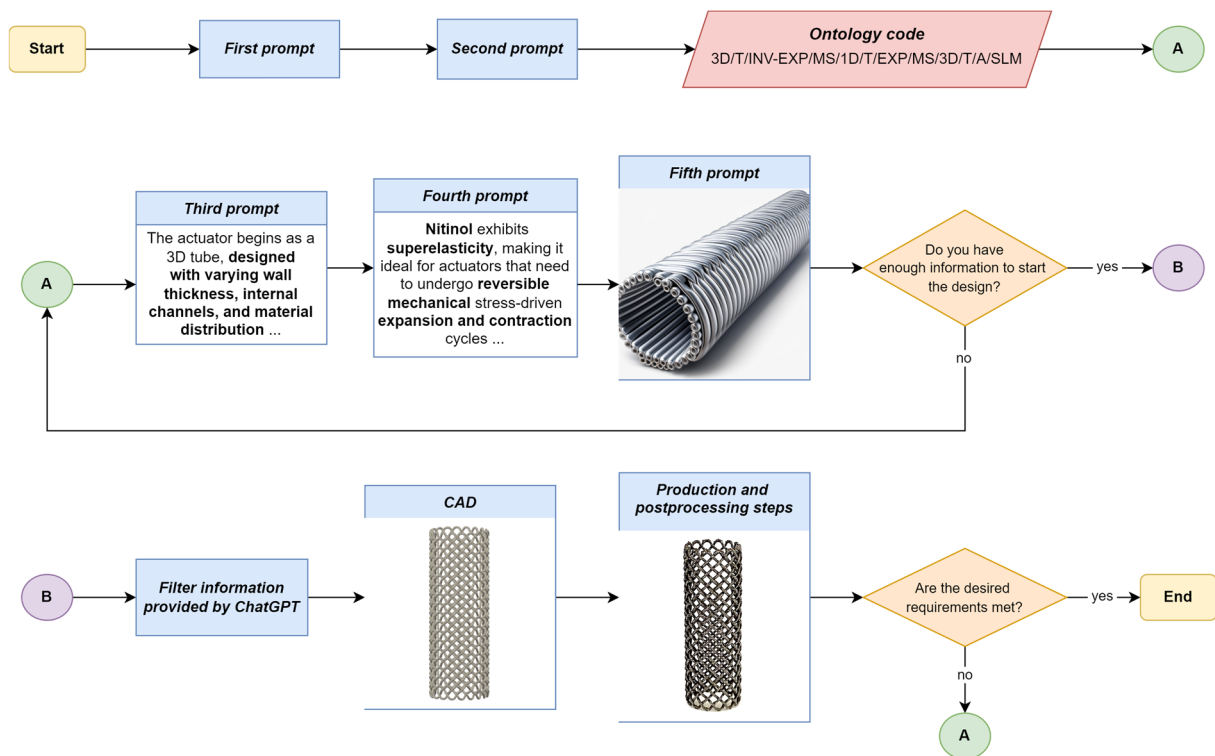 Start
First prompt
Second prompt
Ontology code
3D/T/INV-EXP/MS/1D/T/EXP/MS/3D/T/A/SLM
A
A
Third prompt
The actuator begins as a
3D tube, designed
with varying wall
thickness, internal
channels, and material
distribution ...
Fourth prompt
Nitinol exhibits
superelasticity, making it
ideal for actuators that need
to undergo reversible
mechanical stress-driven
expansion and contraction
cycles ...
Fifth prompt
Do you have
enough information to start
the design?
yes
B
no
B
Filter information
provided by ChatGPT
CAD
Production and
postprocessing steps
Are the desired
requirements met?
yes
End
no
A